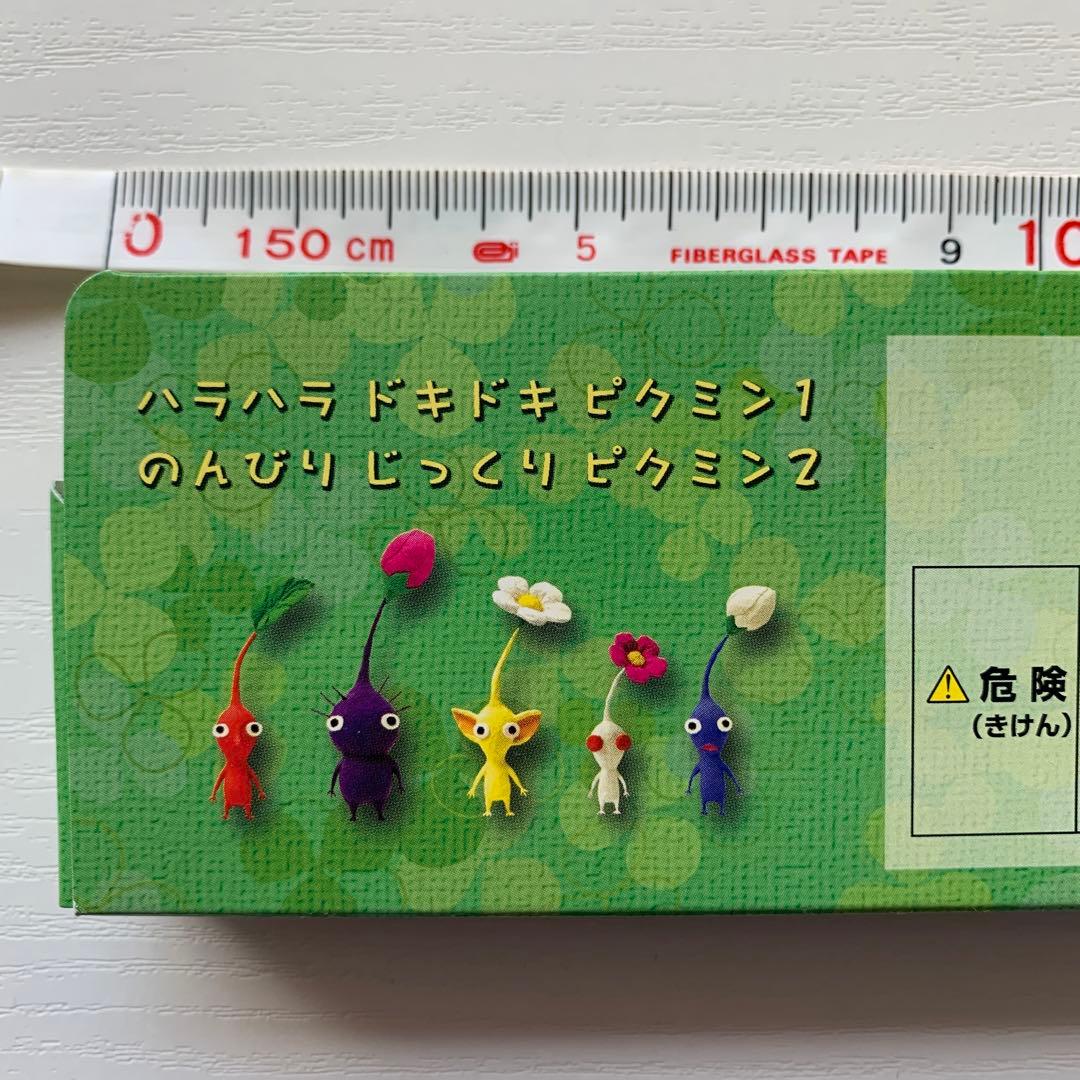 0 150 cm eji 5 FIBERGLASS TAPE 9 10
ハラハラ ドキドキ ピクミン1
のんびり じっくり ピクミン2
危険
(きけん)